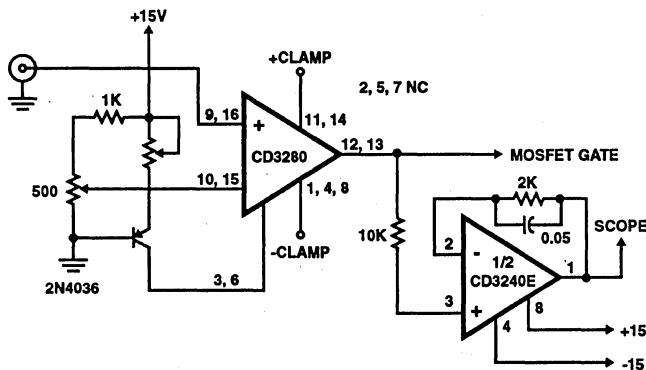 +15V
+CLAMP
2, 5, 7 NC
1K
9, 16
11, 14
+
12, 13
CD3280
MOSFET GATE
10, 15
500
1, 4, 8
2K
SCOPE
10K
0.05
-CLAMP
2
-
1/2
1
CD3240E
2N4036
3, 6
3
+
8
4
+15
-15